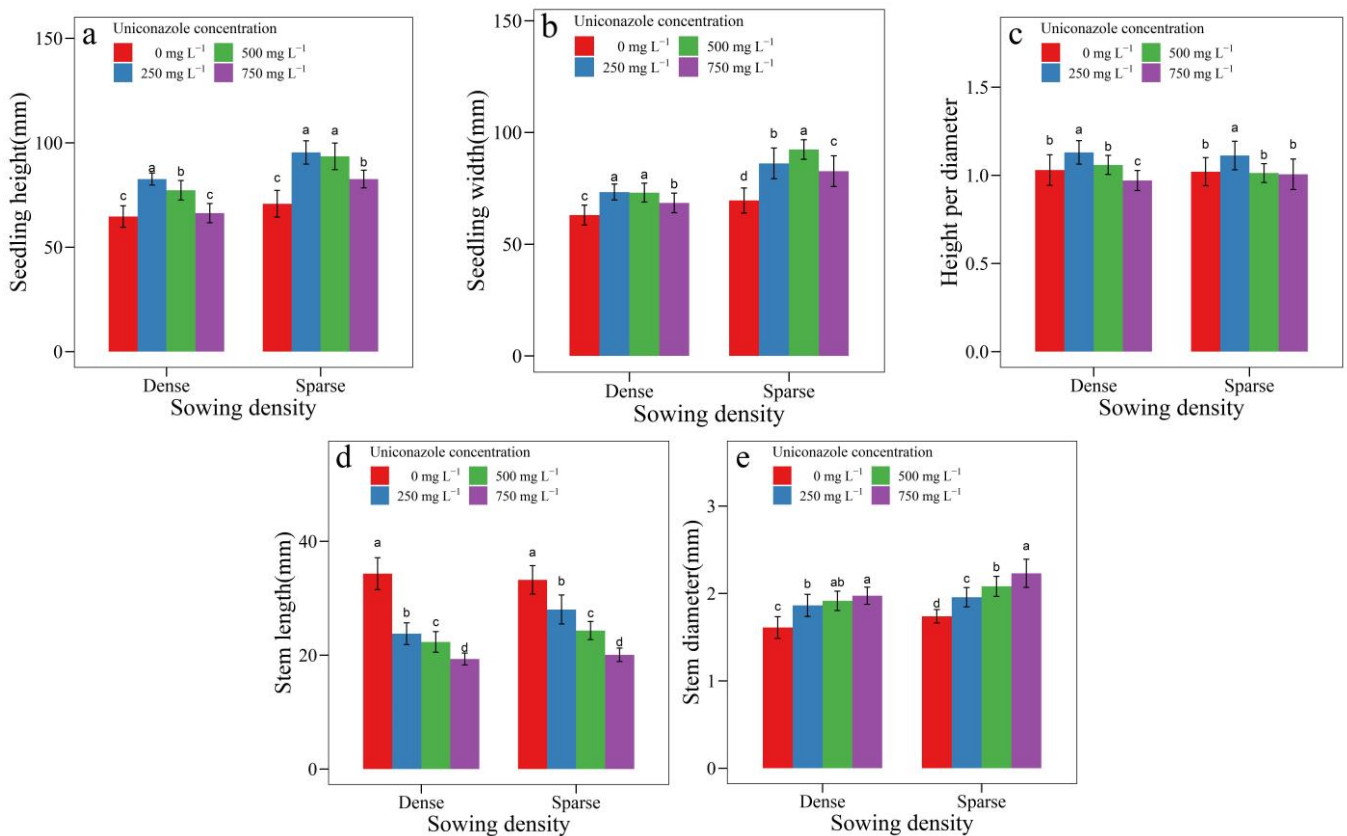 a
Uniconazole concentration
0 mg L⁻¹ 500 mg L⁻¹
250 mg L⁻¹ 750 mg L⁻¹
Seedling height(mm)
150
100
50
0
c a b c a a b c
Dense Sparse
Sowing density
b
Uniconazole concentration
0 mg L⁻¹ 500 mg L⁻¹
250 mg L⁻¹ 750 mg L⁻¹
Seedling width(mm)
150
100
50
0
c a a b d b a c
Dense Sparse
Sowing density
c
Uniconazole concentration
0 mg L⁻¹ 500 mg L⁻¹
250 mg L⁻¹ 750 mg L⁻¹
Height per diameter
1.5
1.0
0.5
0.0
b a b c b a b b
Dense Sparse
Sowing density
d
Uniconazole concentration
0 mg L⁻¹ 500 mg L⁻¹
250 mg L⁻¹ 750 mg L⁻¹
Stem length(mm)
40
20
0
a b c d a b c d
Dense Sparse
Sowing density
e
Uniconazole concentration
0 mg L⁻¹ 500 mg L⁻¹
250 mg L⁻¹ 750 mg L⁻¹
Stem diameter(mm)
3
2
1
0
c b ab a d c b a
Dense Sparse
Sowing density